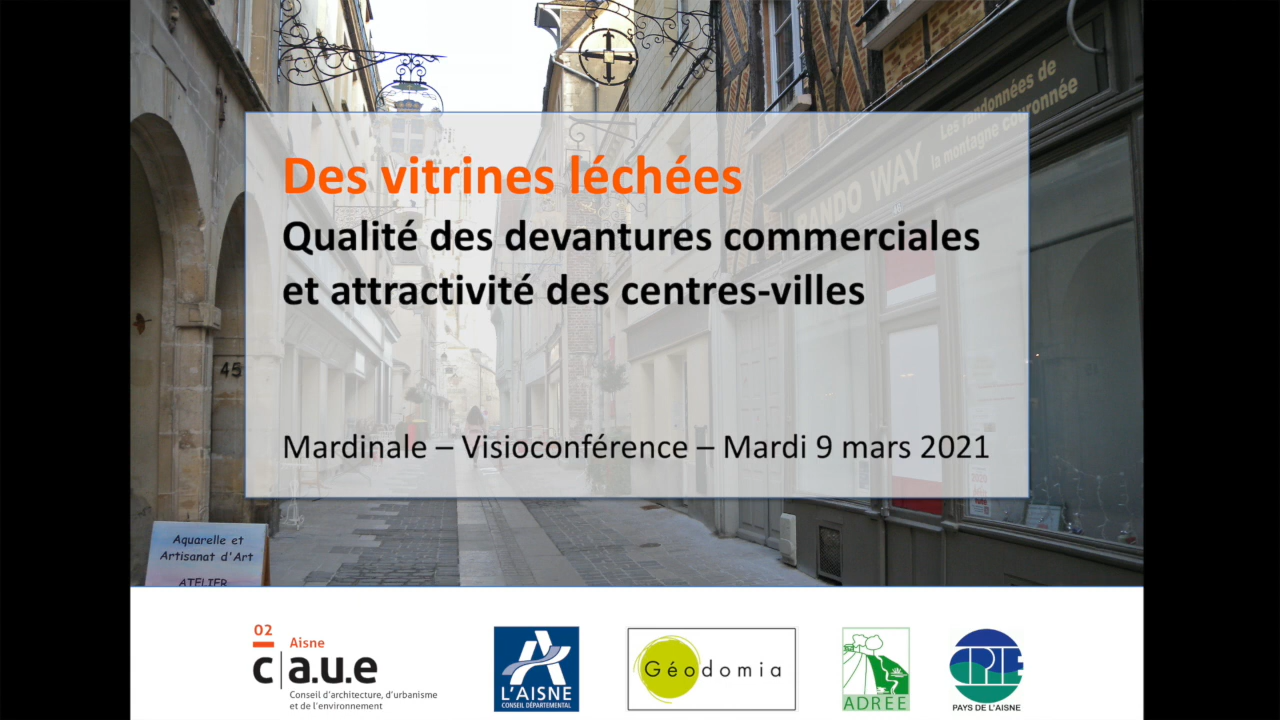 Les randonnées de
la montagne couronnée
RANDO WAY
Des vitrines léchées
Qualité des devantures commerciales
et attractivité des centres-villes
45
Mardinale – Visioconférence – Mardi 9 mars 2021
Aquarelle et
Artisanat d'Art
ATELIER
02
Aisne
c|a.u.e
Conseil d'architecture, d'urbanisme
et de l'environnement
L'AISNE
CONSEIL DÉPARTEMENTAL
Géodomia
ADREE
CPIE
PAYS DE L'AISNE